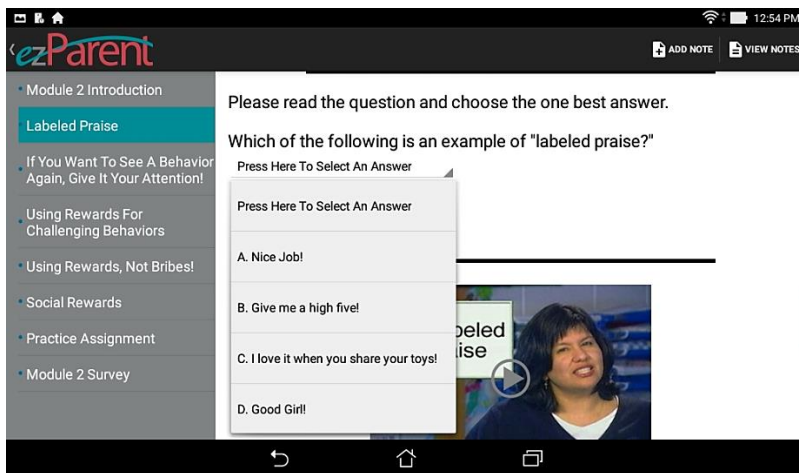 12:54 PM
ezParent
ADD NOTE
VIEW NOTES
Module 2 Introduction
Labeled Praise
If You Want To See A Behavior
Again, Give It Your Attention!
Using Rewards For
Challenging Behaviors
Using Rewards, Not Bribes!
Social Rewards
Practice Assignment
Module 2 Survey
Please read the question and choose the one best answer.
Which of the following is an example of "labeled praise?"
Press Here To Select An Answer
Press Here To Select An Answer
A. Nice Job!
B. Give me a high five!
C. I love it when you share your toys!
D. Good Girl!
beled
ise